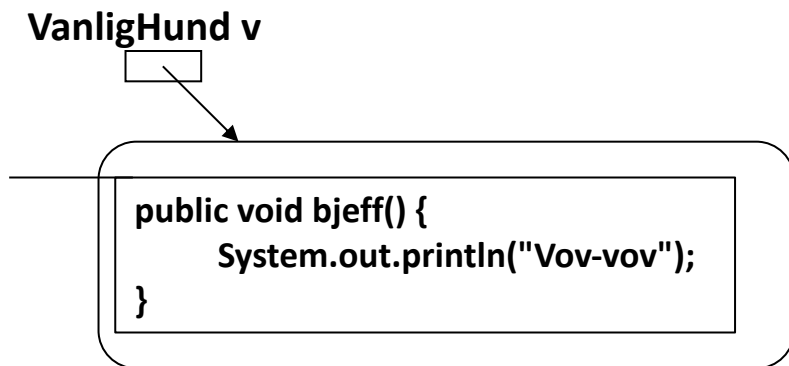 VanligHund v
public void bjeff() {
System.out.println("Vov-vov");
}